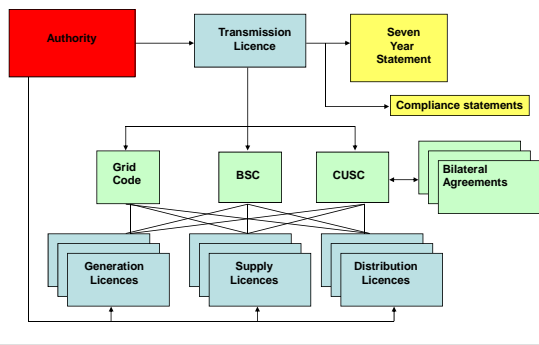 Authority
Transmission
Licence
Seven
Year
Statement
Compliance statements
Grid
Code
BSC
CUSC
Bilateral
Agreements
Generation
Licences
Supply
Licences
Distribution
Licences